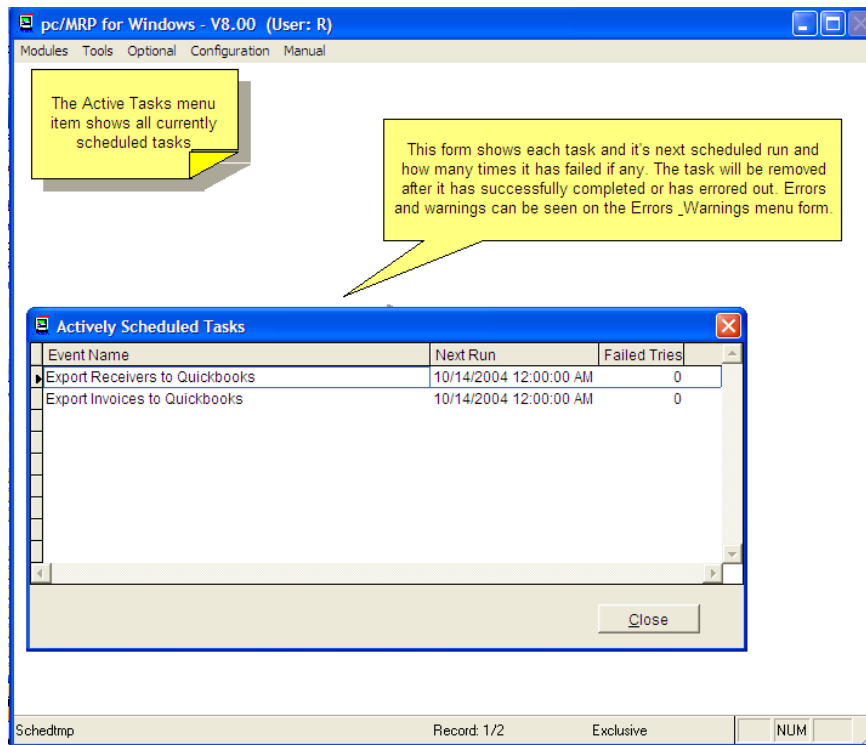 pc/MRP for Windows - V8.00 (User: R)
Modules Tools Optional Configuration Manual
The Active Tasks menu
item shows all currently
scheduled tasks
This form shows each task and it's next scheduled run and
how many times it has failed if any. The task will be removed
after it has successfully completed or has errored out. Errors
and warnings can be seen on the Errors _Warnings menu form.
Actively Scheduled Tasks
Event Name Next Run Failed Tries
Export Receivers to Quickbooks 10/14/2004 12:00:00 AM 0
Export Invoices to Quickbooks 10/14/2004 12:00:00 AM 0
Close
Schedtmp Record: 1/2 Exclusive NUM